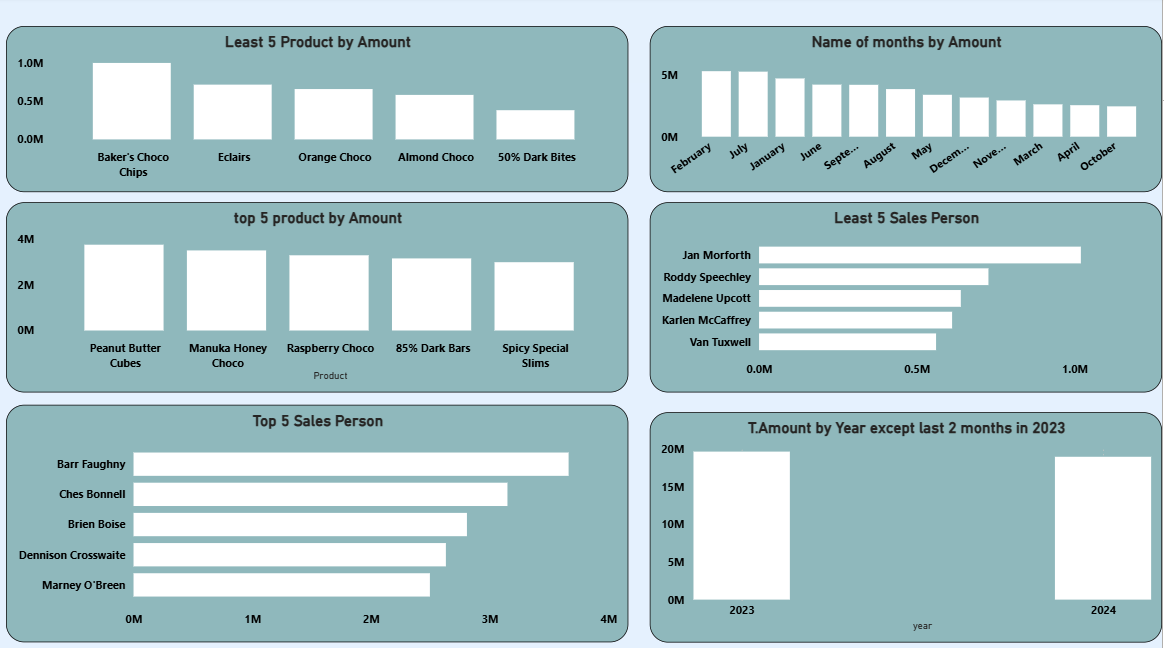 Least 5 Product by Amount
1.0M
0.5M
0.0M
Baker's Choco
Chips
Eclairs
Orange Choco
Almond Choco
50% Dark Bites
Name of months by Amount
5M
0M
February
July
January
June
Septe...
August
May
Decem...
Nove...
March
April
October
top 5 product by Amount
4M
2M
0M
Peanut Butter
Cubes
Manuka Honey
Choco
Raspberry Choco
85% Dark Bars
Spicy Special
Slims
Product
Least 5 Sales Person
Jan Morforth
Roddy Speechley
Madelene Upcott
Karlen McCaffrey
Van Tuxwell
0.0M
0.5M
1.0M
Top 5 Sales Person
Barr Faughny
Ches Bonnell
Brien Boise
Dennison Crosswaite
Marney O'Breen
0M
1M
2M
3M
4M
T.Amount by Year except last 2 months in 2023
20M
15M
10M
5M
0M
2023
2024
year